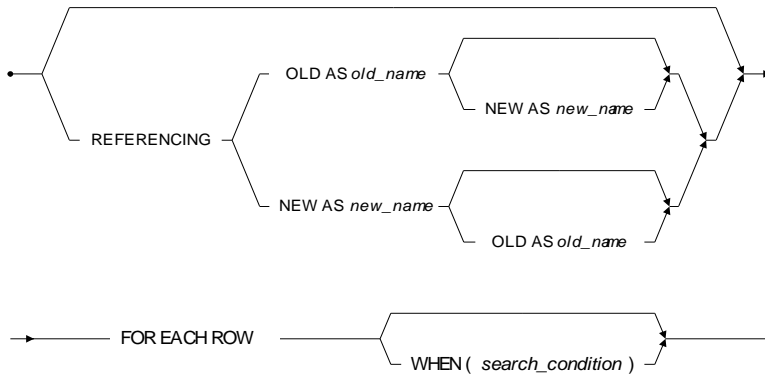 OLD AS old_name
NEW AS new_name
REFERENCING
NEW AS new_name
OLD AS old_name
FOR EACH ROW
WHEN ( search_condition )